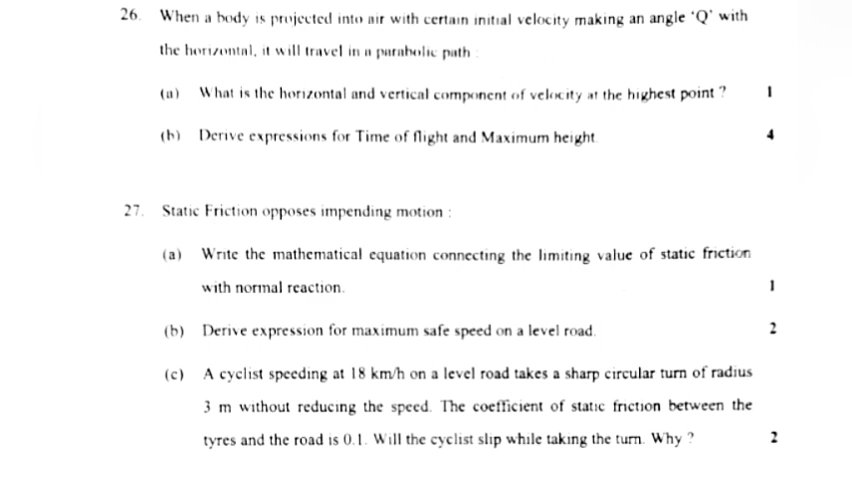 26. When a body is projected into air with certain initial velocity making an angle ‘Q’ with
the horizontal, it will travel in a parabolic path :
(a) What is the horizontal and vertical component of velocity at the highest point ? 1
(b) Derive expressions for Time of flight and Maximum height. 4
27. Static Friction opposes impending motion :
(a) Write the mathematical equation connecting the limiting value of static friction
with normal reaction. 1
(b) Derive expression for maximum safe speed on a level road. 2
(c) A cyclist speeding at 18 km/h on a level road takes a sharp circular turn of radius
3 m without reducing the speed. The coefficient of static friction between the
tyres and the road is 0.1. Will the cyclist slip while taking the turn. Why ? 2